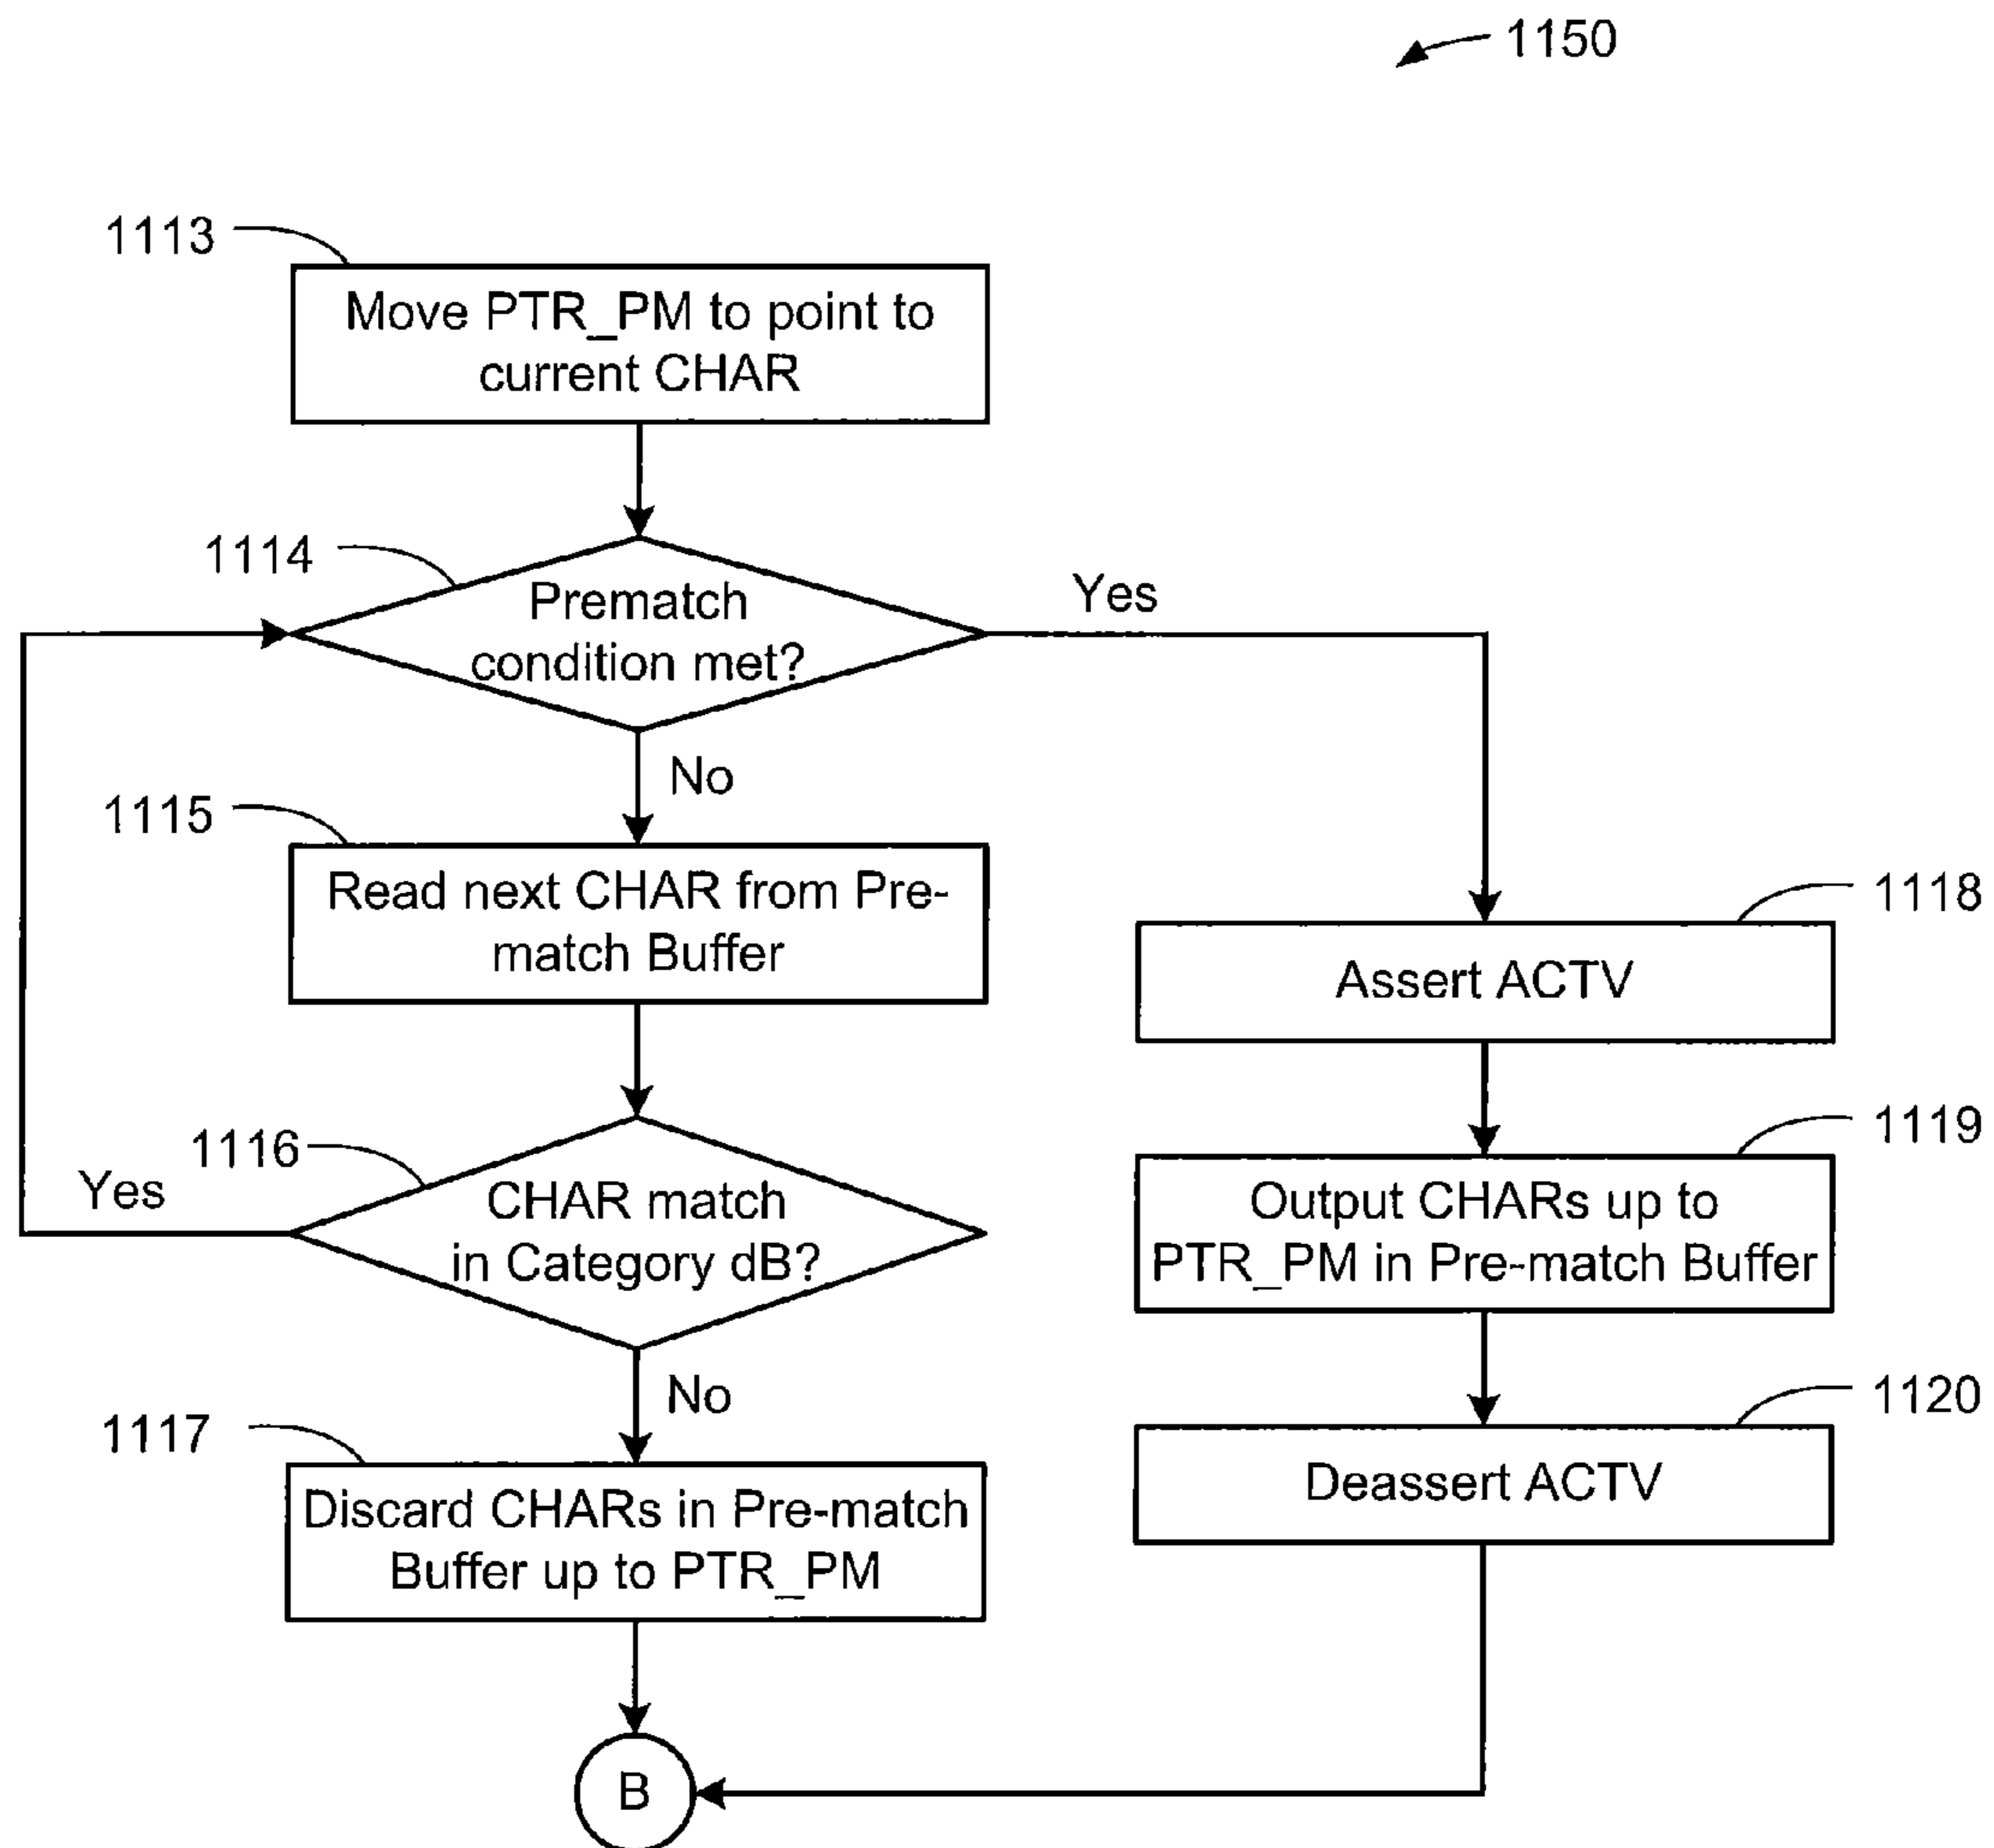 1150
1113
Move PTR_PM to point to
current CHAR
1114
Prematch
condition met?
Yes
No
1115
Read next CHAR from Pre-
match Buffer
1118
Assert ACTV
1116
Yes
CHAR match
in Category dB?
1119
Output CHARs up to
PTR_PM in Pre-match Buffer
No
1117
Discard CHARs in Pre-match
Buffer up to PTR_PM
1120
Deassert ACTV
B